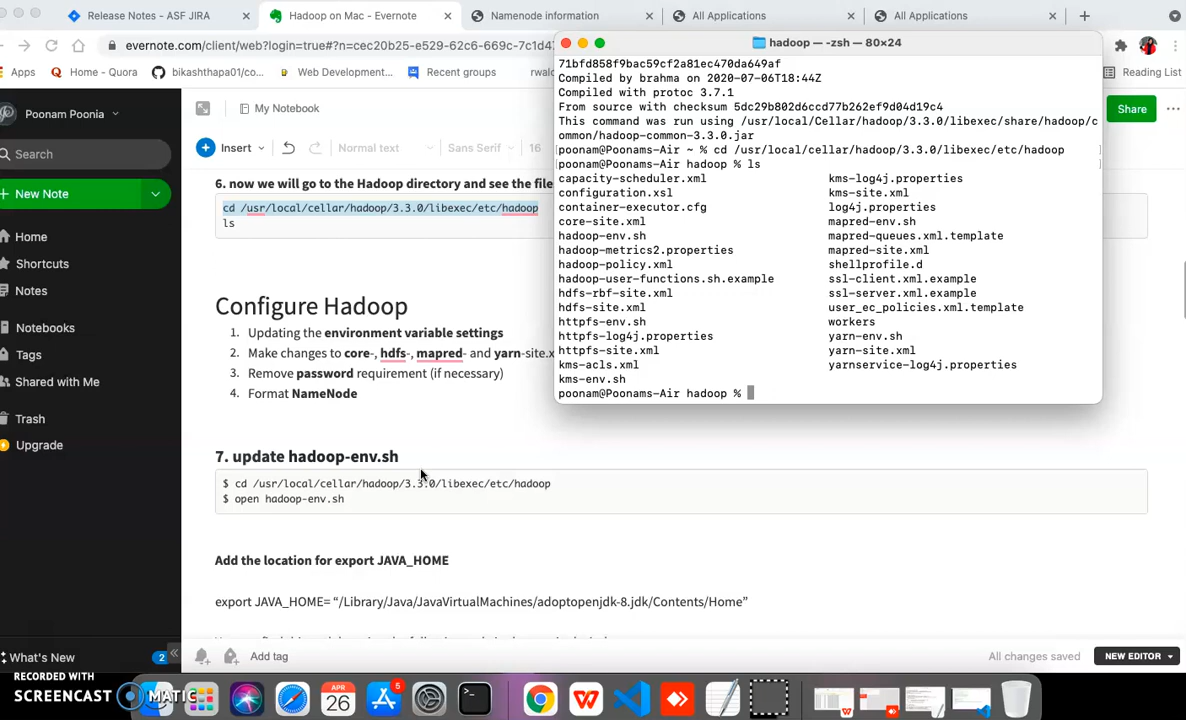 Release Notes - ASF JIRA
Hadoop on Mac - Evernote
Namenode information
All Applications
All Applications
evernote.com/client/web?login=true#?n=cec20b25-e529-62c6-669c-7c1d4
Apps
Home - Quora
bikashthapa01/co...
Web Development...
Recent groups
rwal
Reading List
hadoop — -zsh — 80×24
71bfd858f9bac59cf2a81ec470da649af
Compiled by brahma on 2020-07-06T18:44Z
Compiled with protoc 3.7.1
From source with checksum 5dc29b802d6ccd77b262ef9d04d19c4
This command was run using /usr/local/Cellar/hadoop/3.3.0/libexec/share/hadoop/c
ommon/hadoop-common-3.3.0.jar
poonam@Poonams-Air ~ % cd /usr/local/cellar/hadoop/3.3.0/libexec/etc/hadoop
poonam@Poonams-Air hadoop % ls
capacity-scheduler.xml kms-log4j.properties
configuration.xsl kms-site.xml
container-executor.cfg log4j.properties
core-site.xml mapred-env.sh
hadoop-env.sh mapred-queues.xml.template
hadoop-metrics2.properties mapred-site.xml
hadoop-policy.xml shellprofile.d
hadoop-user-functions.sh.example ssl-client.xml.example
hdfs-rbf-site.xml ssl-server.xml.example
hdfs-site.xml user_ec_policies.xml.template
httpfs-env.sh workers
httpfs-log4j.properties yarn-env.sh
httpfs-site.xml yarn-site.xml
kms-acls.xml yarnservice-log4j.properties
kms-env.sh
poonam@Poonams-Air hadoop %
Poonam Poonia
Search
New Note
Home
Shortcuts
Notes
Notebooks
Tags
Shared with Me
Trash
Upgrade
What's New
2
My Notebook
Share
Insert
Normal text
Sans Serif
16
6. now we will go to the Hadoop directory and see the file
cd /usr/local/cellar/hadoop/3.3.0/libexec/etc/hadoop
ls
Configure Hadoop
1. Updating the environment variable settings
2. Make changes to core-, hdfs-, mapred- and yarn-site.x
3. Remove password requirement (if necessary)
4. Format NameNode
7. update hadoop-env.sh
$ cd /usr/local/cellar/hadoop/3.3.0/libexec/etc/hadoop
$ open hadoop-env.sh
Add the location for export JAVA_HOME
export JAVA_HOME= “/Library/Java/JavaVirtualMachines/adoptopenjdk-8.jdk/Contents/Home”
Add tag
All changes saved
NEW EDITOR
RECORDED WITH
SCREENCAST MATIC
APR
26
5